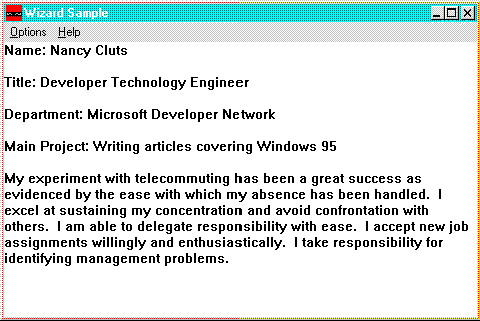 Wizard Sample
Options Help
Name: Nancy Cluts
Title: Developer Technology Engineer
Department: Microsoft Developer Network
Main Project: Writing articles covering Windows 95
My experiment with telecommuting has been a great success as
evidenced by the ease with which my absence has been handled.  I
excel at sustaining my concentration and avoid confrontation with
others.  I am able to delegate responsibility with ease.  I accept new job
assignments willingly and enthusiastically.  I take responsibility for
identifying management problems.